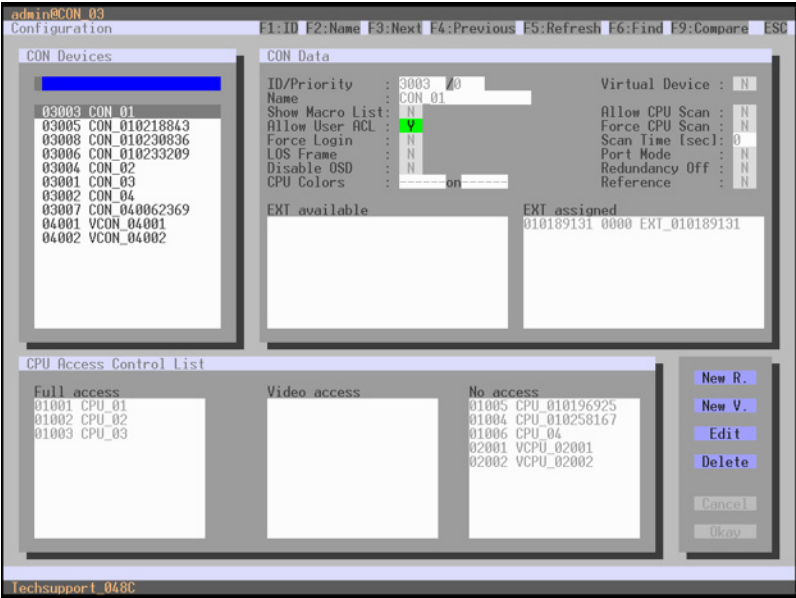 admin@CON_03
Configuration F1:ID F2:Name F3:Next F4:Previous F5:Refresh F6:Find F9:Compare ESC
CON Devices
03003 CON_01
03005 CON_010218843
03008 CON_010230836
03006 CON_010233209
03004 CON_02
03001 CON_03
03002 CON_04
03007 CON_040062369
04001 VCON_04001
04002 VCON_04002
CON Data
ID/Priority : 3003 /0 Virtual Device : N
Name : CON_01
Show Macro List: N Allow CPU Scan : N
Allow User ACL : Y Force CPU Scan : N
Force Login : N Scan Time [sec]: 0
LOS Frame : N Port Mode : N
Disable OSD : N Redundancy Off : N
CPU Colors : ------on------ Reference : N
EXT available
EXT assigned
010189131 0000 EXT_010189131
CPU Access Control List
Full access
01001 CPU_01
01002 CPU_02
01003 CPU_03
Video access
No access
01005 CPU_010196925
01004 CPU_010258167
01006 CPU_04
02001 VCPU_02001
02002 VCPU_02002
New R.
New V.
Edit
Delete
Cancel
Okay
Techsupport_048C